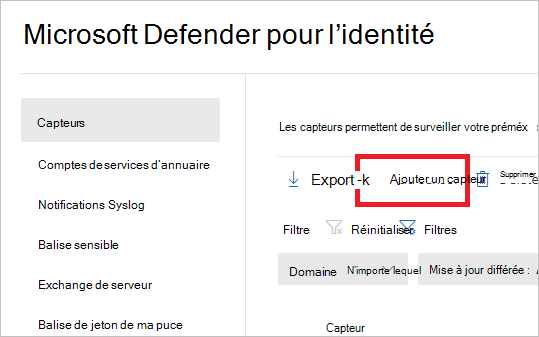 Microsoft Defender pour l'identité
Capteurs
Comptes de services d'annuaire
Notifications Syslog
Balise sensible
Exchange de serveur
Balise de jeton de ma puce
Les capteurs permettent de surveiller votre préméx
Export -k Ajouter un capteur Supprimer
Filtre Réinitialiser Filtres
Domaine N'importe lequel Mise à jour différée :
Capteur